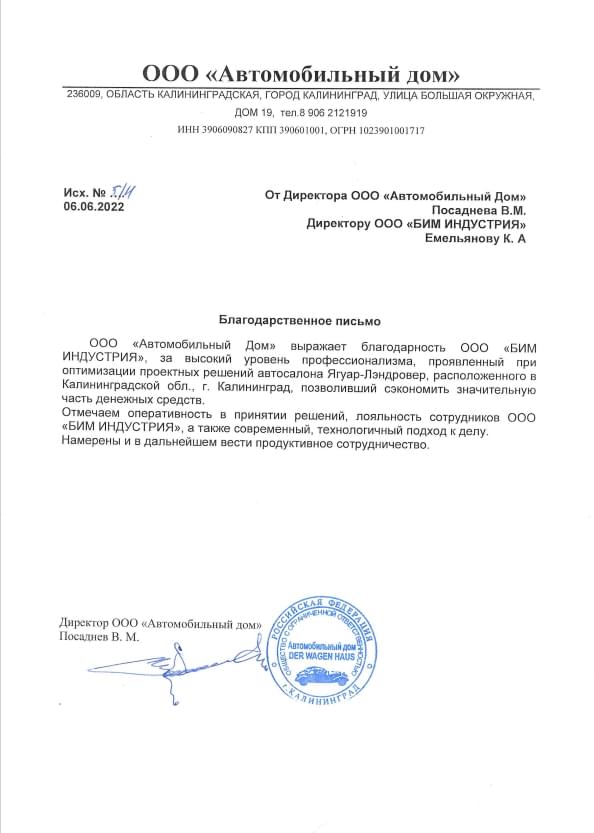 ООО «Автомобильный дом»
236009, ОБЛАСТЬ КАЛИНИНГРАДСКАЯ, ГОРОД КАЛИНИНГРАД, УЛИЦА БОЛЬШАЯ ОКРУЖНАЯ,
ДОМ 19, тел.8 906 2121919
ИНН 3906090827 КПП 390601001, ОГРН 1023901001717
Исх. №
06.06.2022
От Директора ООО «Автомобильный Дом»
Посаднева В.М.
Директору ООО «БИМ ИНДУСТРИЯ»
Емельянову К. А
Благодарственное письмо
ООО «Автомобильный Дом» выражает благодарность ООО «БИМ
ИНДУСТРИЯ», за высокий уровень профессионализма, проявленный при
оптимизации проектных решений автосалона Ягуар-Лэндровер, расположенного в
Калининградской обл., г. Калининград, позволивший сэкономить значительную
часть денежных средств.
Отмечаем оперативность в принятии решений, лояльность сотрудников ООО
«БИМ ИНДУСТРИЯ», а также современный, технологичный подход к делу.
Намерены и в дальнейшем вести продуктивное сотрудничество.
Директор ООО «Автомобильный дом»
Посаднев В. М.
РОССИЙСКАЯ ФЕДЕРАЦИЯ
ОБЩЕСТВО С ОГРАНИЧЕННОЙ ОТВЕТСТВЕННОСТЬЮ
Автомобильный дом
DER WAGEN HAUS
г. КАЛИНИНГРАД